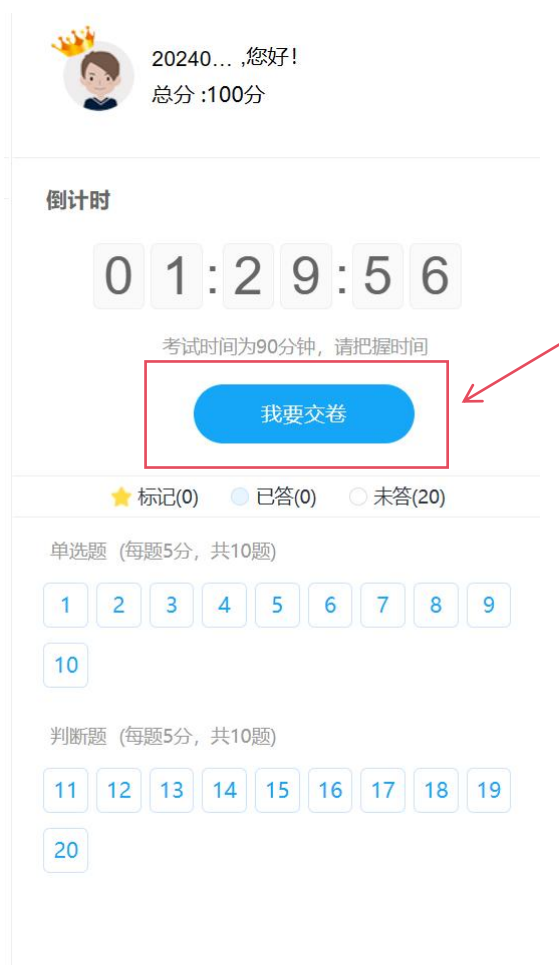 20240... ,您好!
总分 :100分
倒计时
01:29:56
考试时间为90分钟，请把握时间
我要交卷
标记(0) 已答(0) 未答(20)
单选题 (每题5分，共10题)
1 2 3 4 5 6 7 8 9
10
判断题 (每题5分，共10题)
11 12 13 14 15 16 17 18 19
20